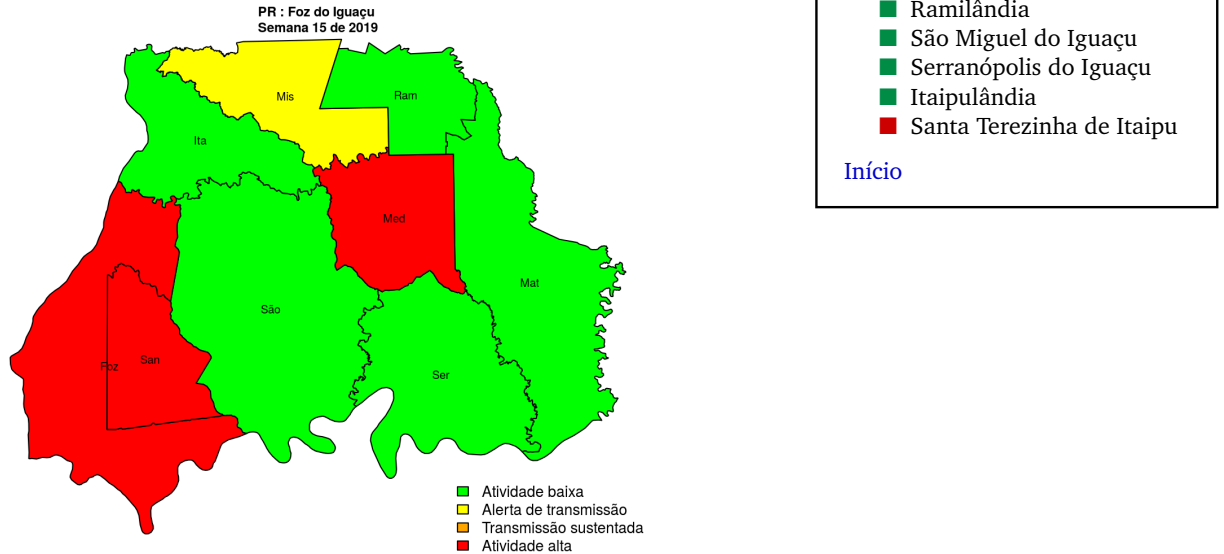 PR : Foz do Iguaçu
Semana 15 de 2019
Mis
Ram
Ita
Med
Mat
São
Foz
San
Ser
Atividade baixa
Alerta de transmissão
Transmissão sustentada
Atividade alta
Ramilândia
São Miguel do Iguaçu
Serranópolis do Iguaçu
Itaipulândia
Santa Terezinha de Itaipu
Início